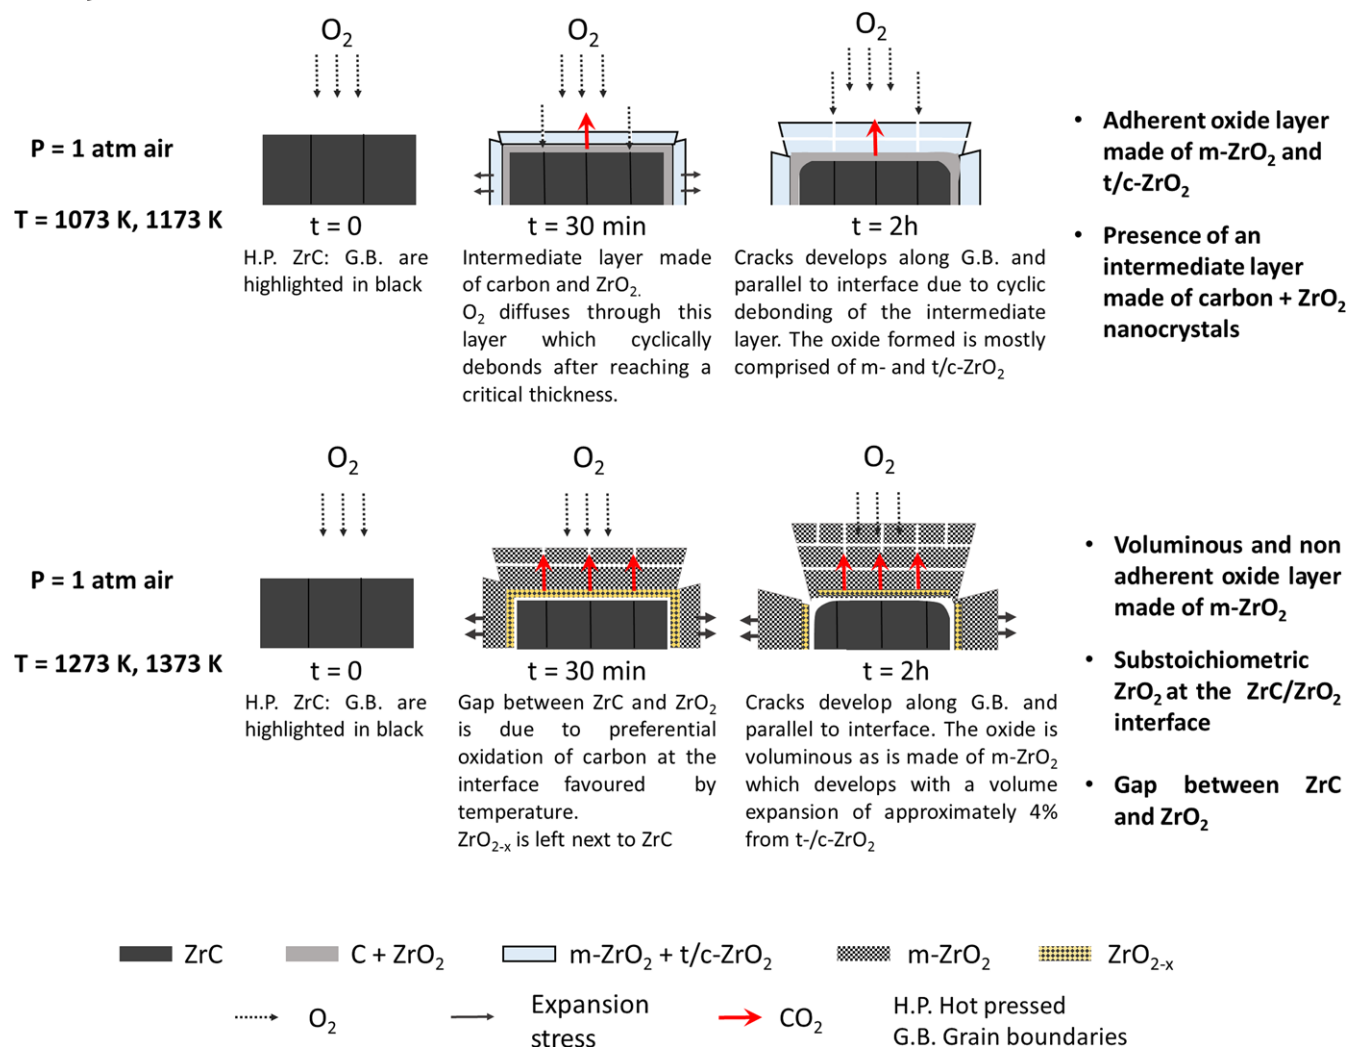 O2
O2
O2
P = 1 atm air
T = 1073 K, 1173 K
t = 0
H.P. ZrC: G.B. are
highlighted in black
t = 30 min
Intermediate layer made
of carbon and ZrO2.
O2 diffuses through this
layer which cyclically
debonds after reaching a
critical thickness.
t = 2h
Cracks develops along G.B. and
parallel to interface due to cyclic
debonding of the intermediate
layer. The oxide formed is mostly
comprised of m- and t/c-ZrO2
• Adherent oxide layer
made of m-ZrO2 and
t/c-ZrO2
• Presence of an
intermediate layer
made of carbon + ZrO2
nanocrystals
O2
O2
O2
P = 1 atm air
T = 1273 K, 1373 K
t = 0
H.P. ZrC: G.B. are
highlighted in black
t = 30 min
Gap between ZrC and ZrO2
is due to preferential
oxidation of carbon at the
interface favoured by
temperature.
ZrO2-x is left next to ZrC
t = 2h
Cracks develop along G.B. and
parallel to interface. The oxide is
voluminous as is made of m-ZrO2
which develops with a volume
expansion of approximately 4%
from t-/c-ZrO2
• Voluminous and non
adherent oxide layer
made of m-ZrO2
• Substoichiometric
ZrO2 at the ZrC/ZrO2
interface
• Gap between ZrC
and ZrO2
ZrC
C + ZrO2
m-ZrO2 + t/c-ZrO2
m-ZrO2
ZrO2-x
O2
Expansion
stress
CO2
H.P. Hot pressed
G.B. Grain boundaries